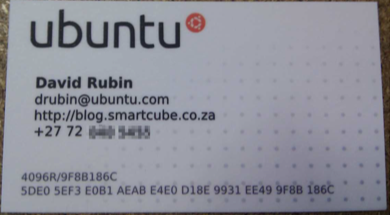 ubuntu
David Rubin
drubin@ubuntu.com
http://blog.smartcube.co.za
+27 72
4096R/9F8B186C
5DE0 5EF3 E0B1 AEAB E4E0 D18E 9931 EE49 9F8B 186C